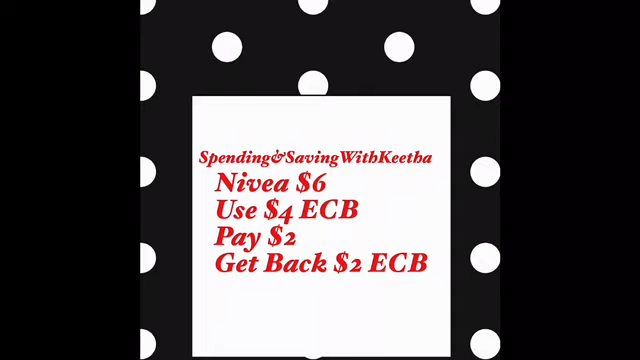 Spending&SavingWithKeetha
Nivea $6
Use $4 ECB
Pay $2
Get Back $2 ECB